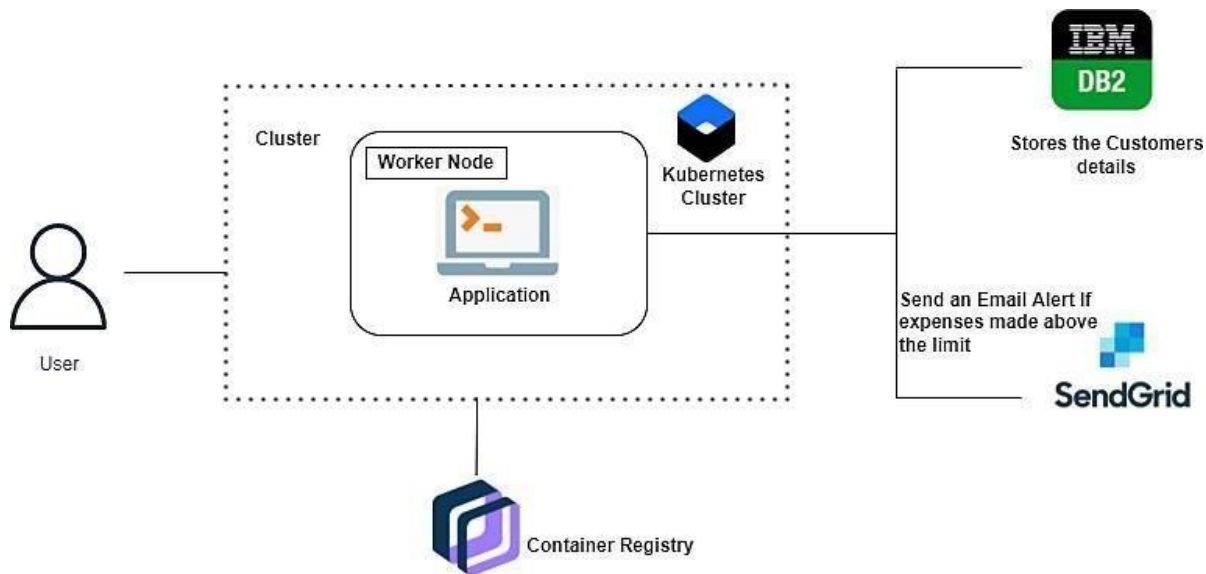 IBM
DB2
Stores the Customers
details
Cluster
Worker Node
Kubernetes
Cluster
Application
User
Send an Email Alert If
expenses made above
the limit
SendGrid
Container Registry